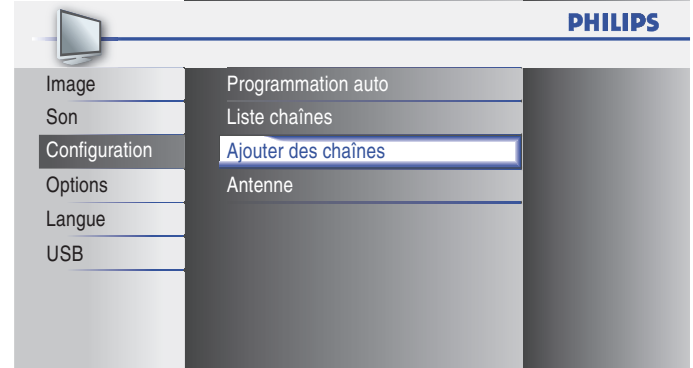 PHILIPS
Image
Son
Configuration
Options
Langue
USB
Programmation auto
Liste chaînes
Ajouter des chaînes
Antenne